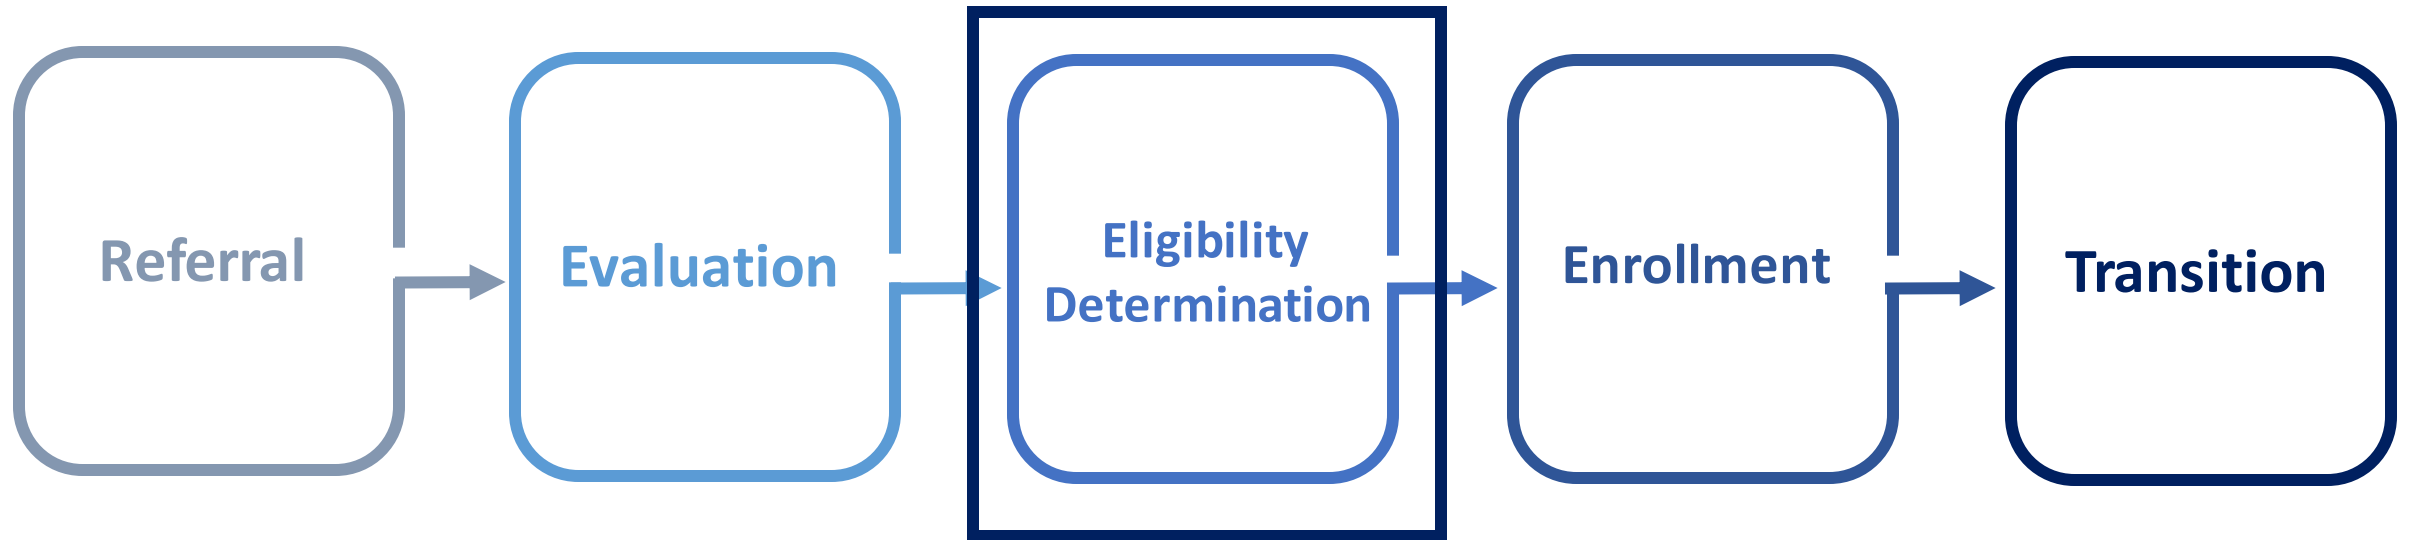 Referral
Evaluation
Eligibility
Determination
Enrollment
Transition